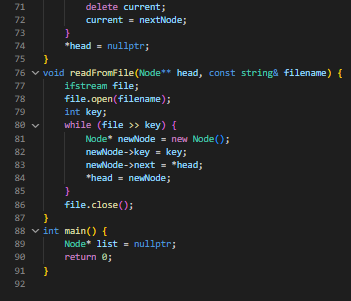 71 delete current;
72 current = nextNode;
73 }
74 *head = nullptr;
75 }
76 void readFromFile(Node** head, const string& filename) {
77 ifstream file;
78 file.open(filename);
79 int key;
80 while (file >> key) {
81 Node* newNode = new Node();
82 newNode->key = key;
83 newNode->next = *head;
84 *head = newNode;
85 }
86 file.close();
87 }
88 int main() {
89 Node* list = nullptr;
90 return 0;
91 }
92